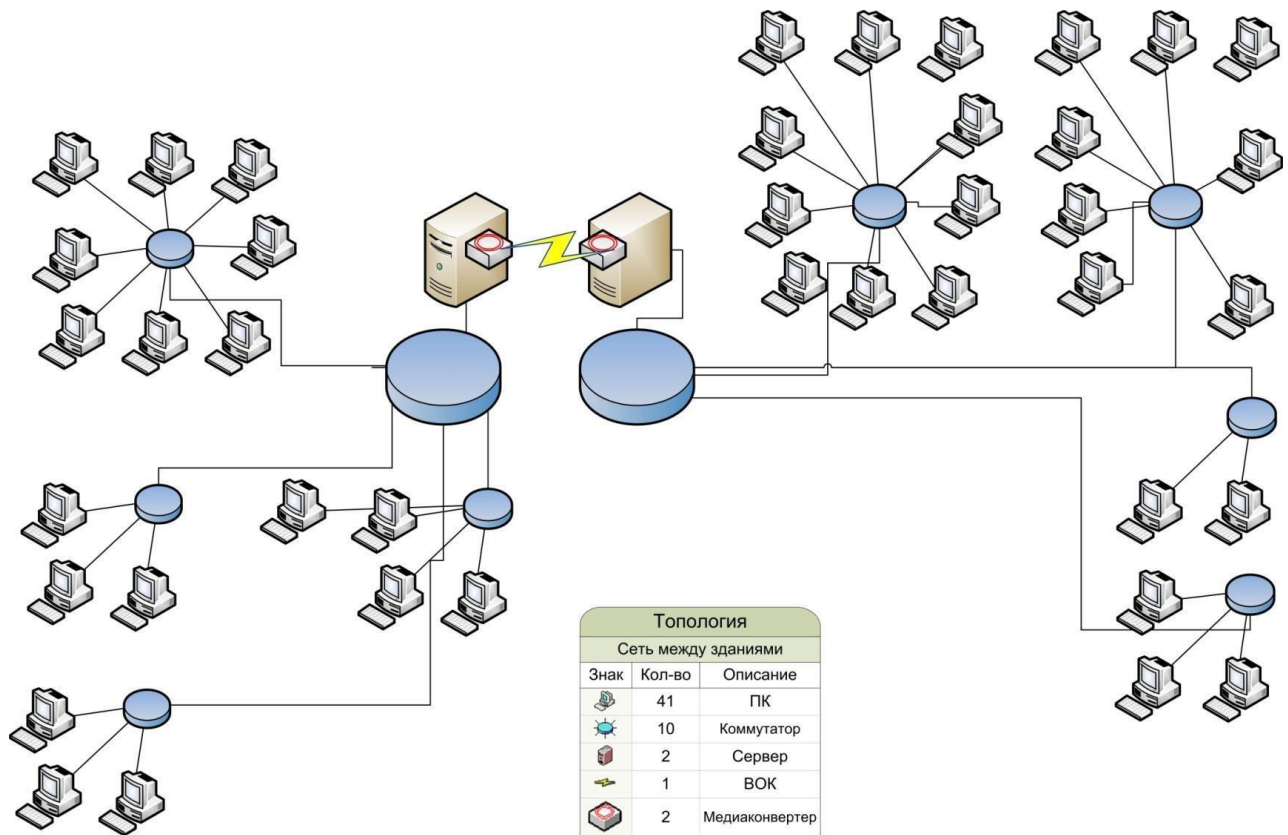 Топология
Сеть между зданиями
Знак Кол-во Описание
41 ПК
10 Коммутатор
2 Сервер
1 ВОК
2 Медиаконвертер